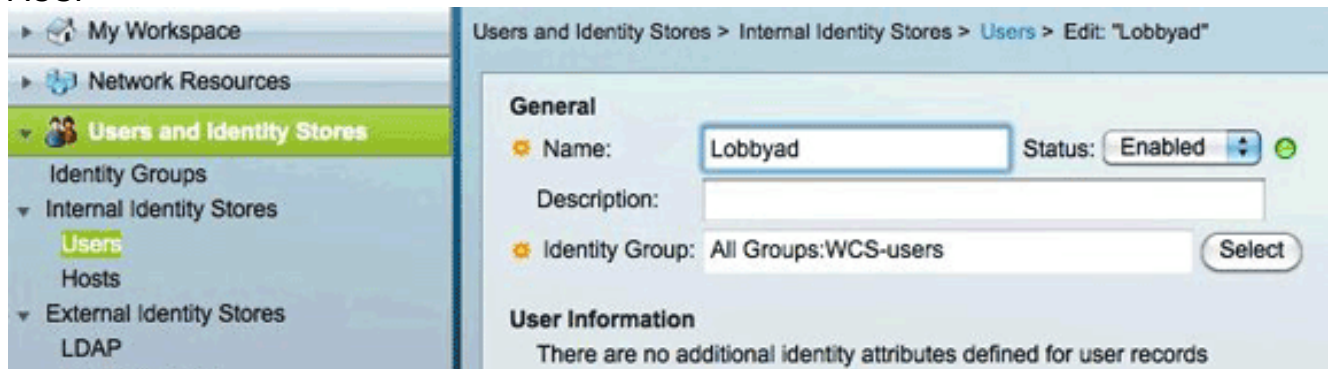 My Workspace
Network Resources
Users and Identity Stores
Identity Groups
Internal Identity Stores
Users
Hosts
External Identity Stores
LDAP
Users and Identity Stores > Internal Identity Stores > Users > Edit: "Lobbyad"
General
Name: Lobbyad Status: Enabled
Description:
Identity Group: All Groups:WCS-users Select
User Information
There are no additional identity attributes defined for user records